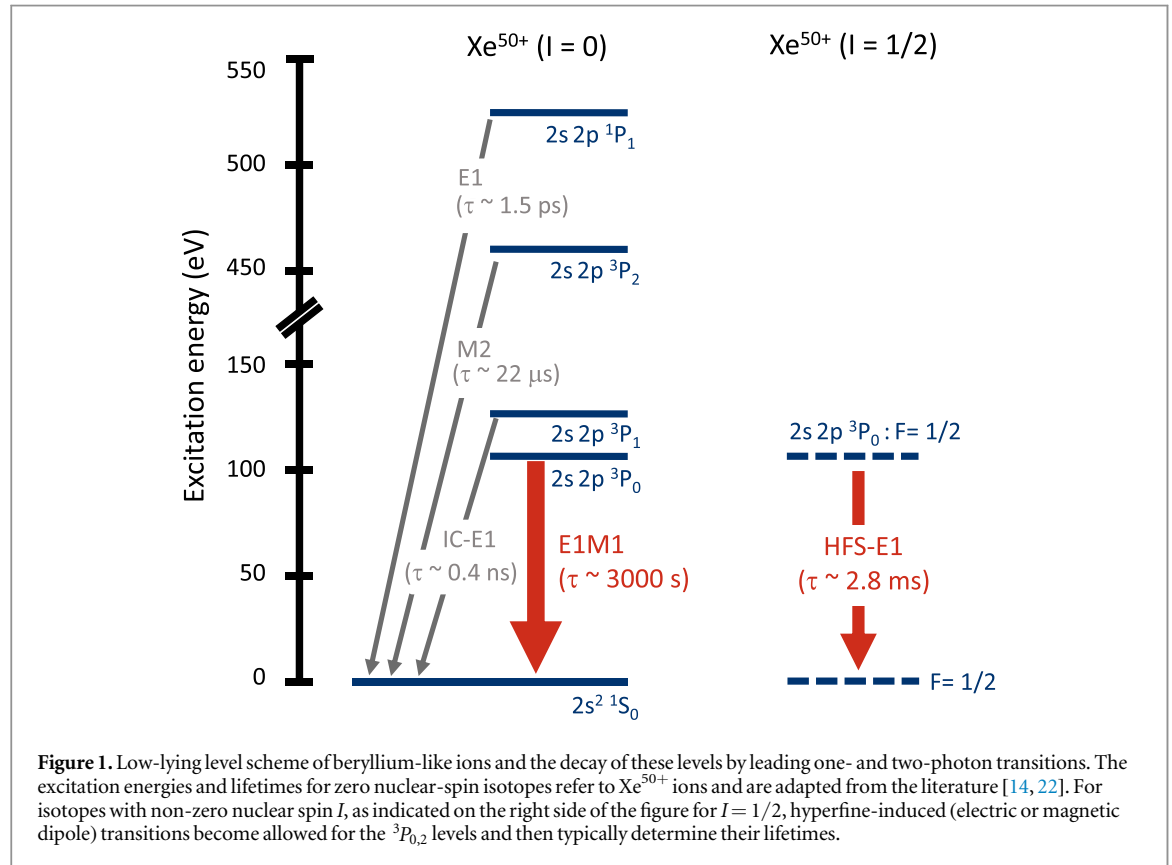 Xe⁵⁰⁺ (I = 0)
Xe⁵⁰⁺ (I = 1/2)
Excitation energy (eV)
550
500
450
150
100
50
0
2s 2p ¹P₁
E1
(τ ~ 1.5 ps)
2s 2p ³P₂
M2
(τ ~ 22 μs)
2s 2p ³P₁
2s 2p ³P₀
IC-E1
(τ ~ 0.4 ns)
E1M1
(τ ~ 3000 s)
2s² ¹S₀
2s 2p ³P₀ : F= 1/2
HFS-E1
(τ ~ 2.8 ms)
F= 1/2
Figure 1. Low-lying level scheme of beryllium-like ions and the decay of these levels by leading one- and two-photon transitions. The
excitation energies and lifetimes for zero nuclear-spin isotopes refer to Xe⁵⁰⁺ ions and are adapted from the literature [14, 22]. For
isotopes with non-zero nuclear spin I, as indicated on the right side of the figure for I = 1/2, hyperfine-induced (electric or magnetic
dipole) transitions become allowed for the ³P₀,₂ levels and then typically determine their lifetimes.